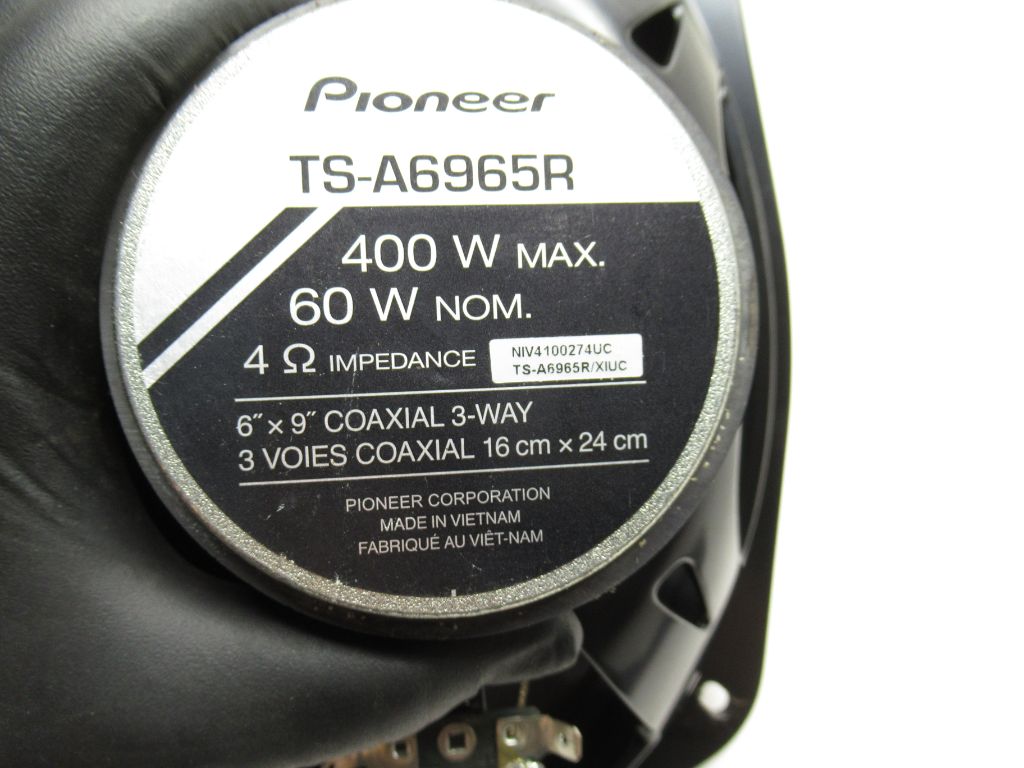 Pioneer
TS-A6965R
400 W MAX.
60 W NOM.
4 Ω IMPEDANCE
NIV4100274UC
TS-A6965R/XIUC
6″ × 9″ COAXIAL 3-WAY
3 VOIES COAXIAL 16 cm × 24 cm
PIONEER CORPORATION
MADE IN VIETNAM
FABRIQUÉ AU VIÊT-NAM